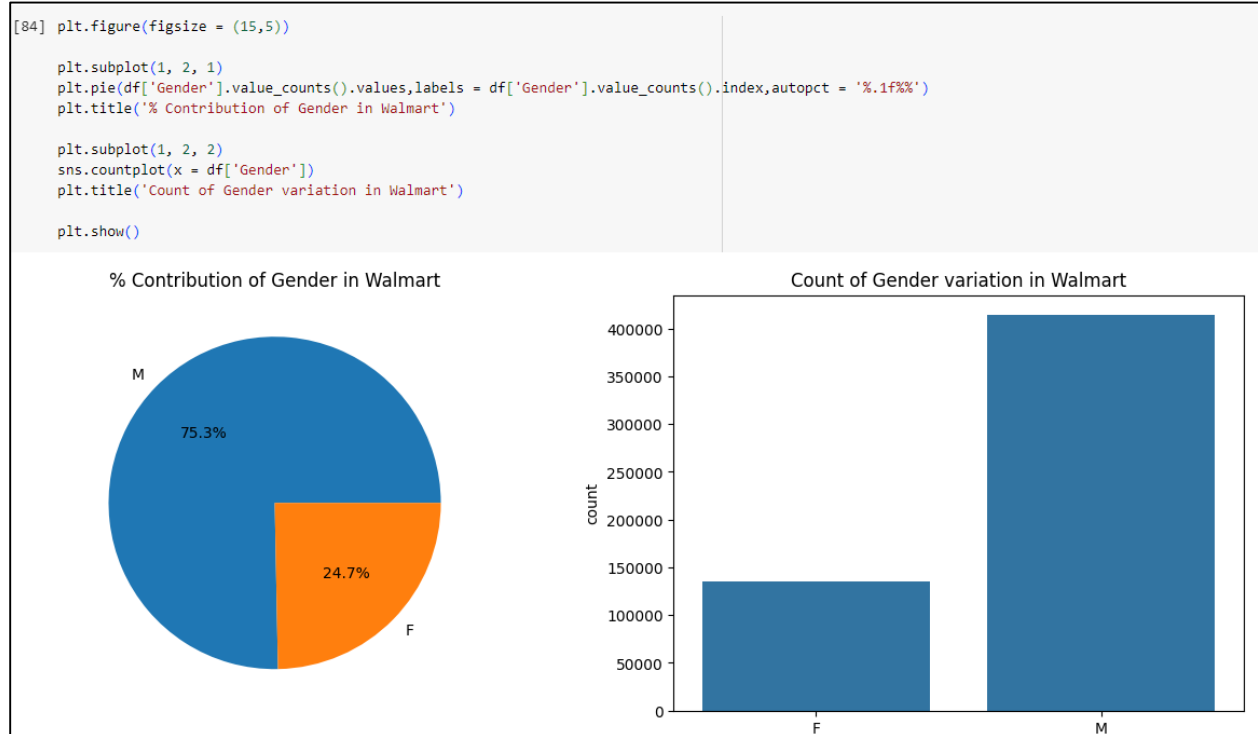 [84] plt.figure(figsize = (15,5))
plt.subplot(1, 2, 1)
plt.pie(df['Gender'].value_counts().values,labels = df['Gender'].value_counts().index,autopct = '%.1f%%')
plt.title('% Contribution of Gender in Walmart')
plt.subplot(1, 2, 2)
sns.countplot(x = df['Gender'])
plt.title('Count of Gender variation in Walmart')
plt.show()
% Contribution of Gender in Walmart
M
75.3%
24.7%
F
Count of Gender variation in Walmart
400000
350000
300000
250000
200000
150000
100000
50000
0
count
F
M